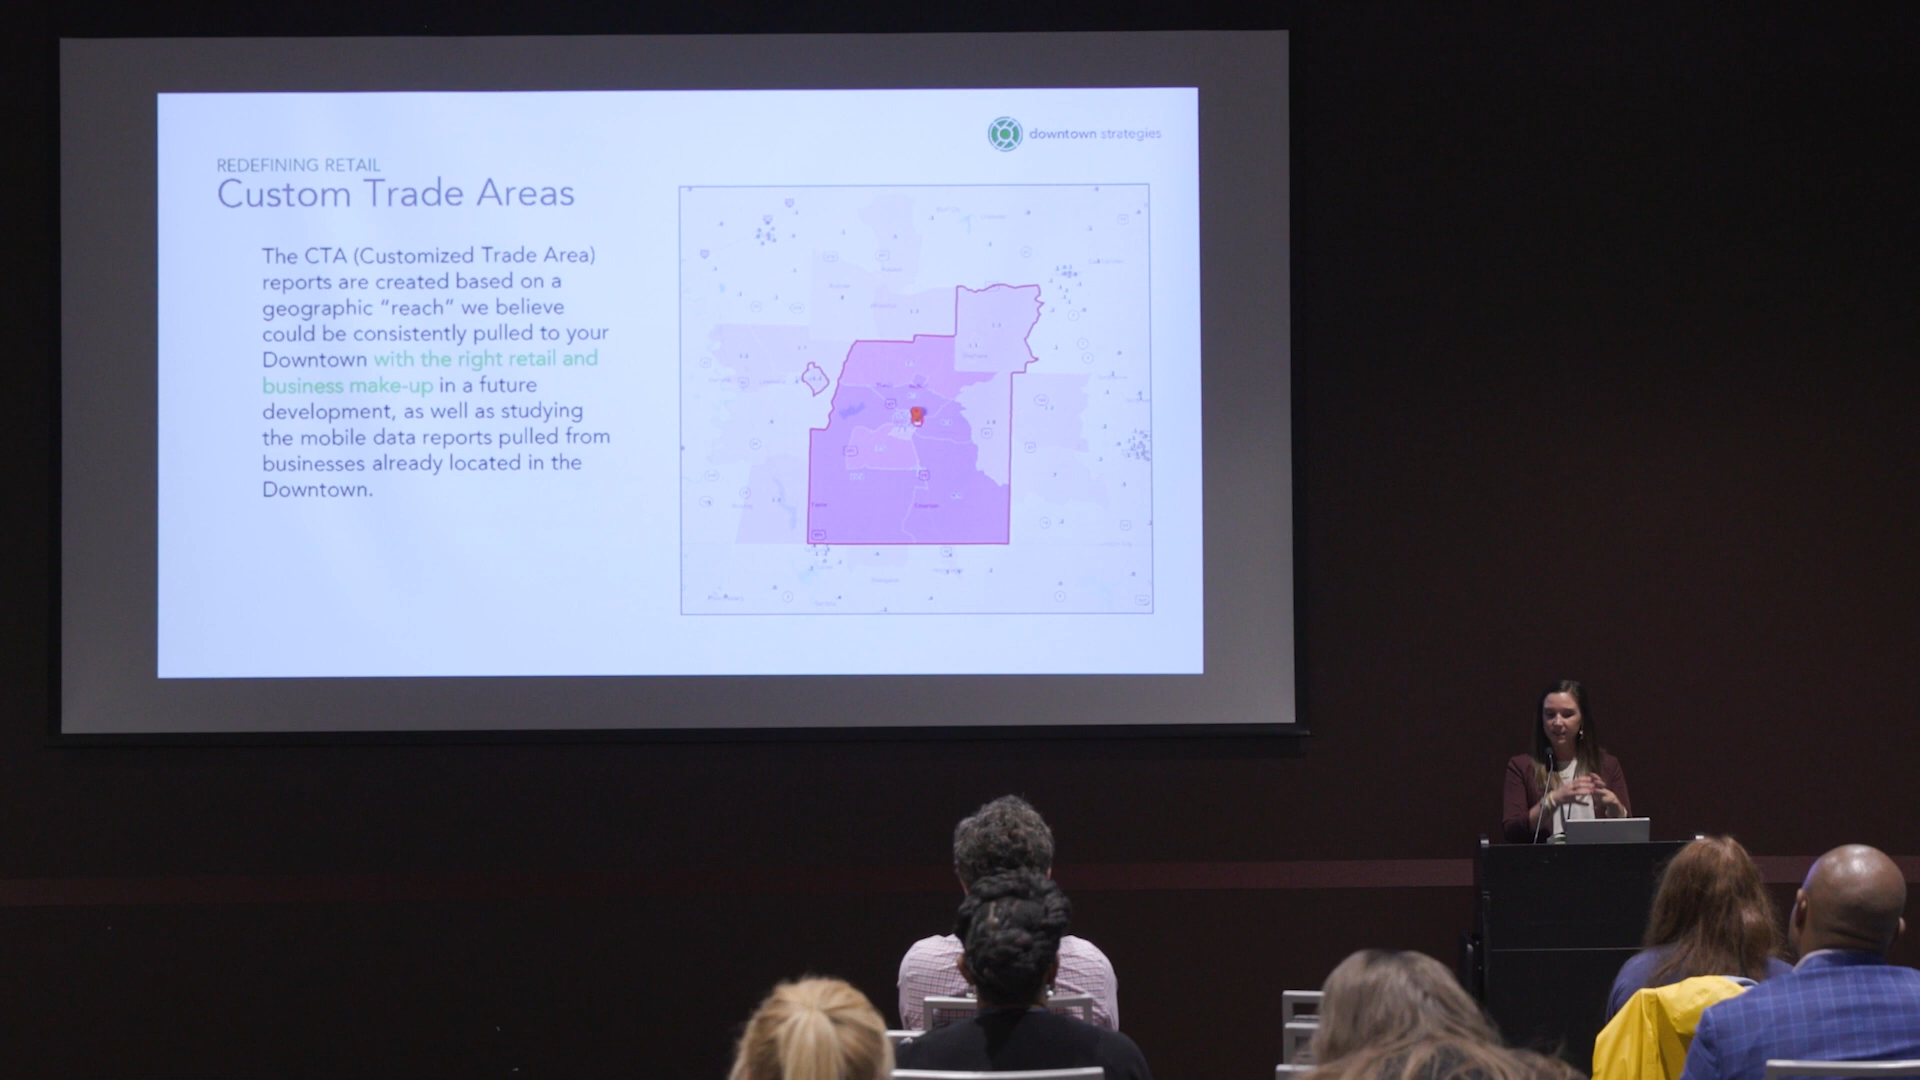 downtown strategies
REDEFINING RETAIL
Custom Trade Areas
The CTA (Customized Trade Area)
reports are created based on a
geographic “reach” we believe
could be consistently pulled to your
Downtown with the right retail and
business make-up in a future
development, as well as studying
the mobile data reports pulled from
businesses already located in the
Downtown.